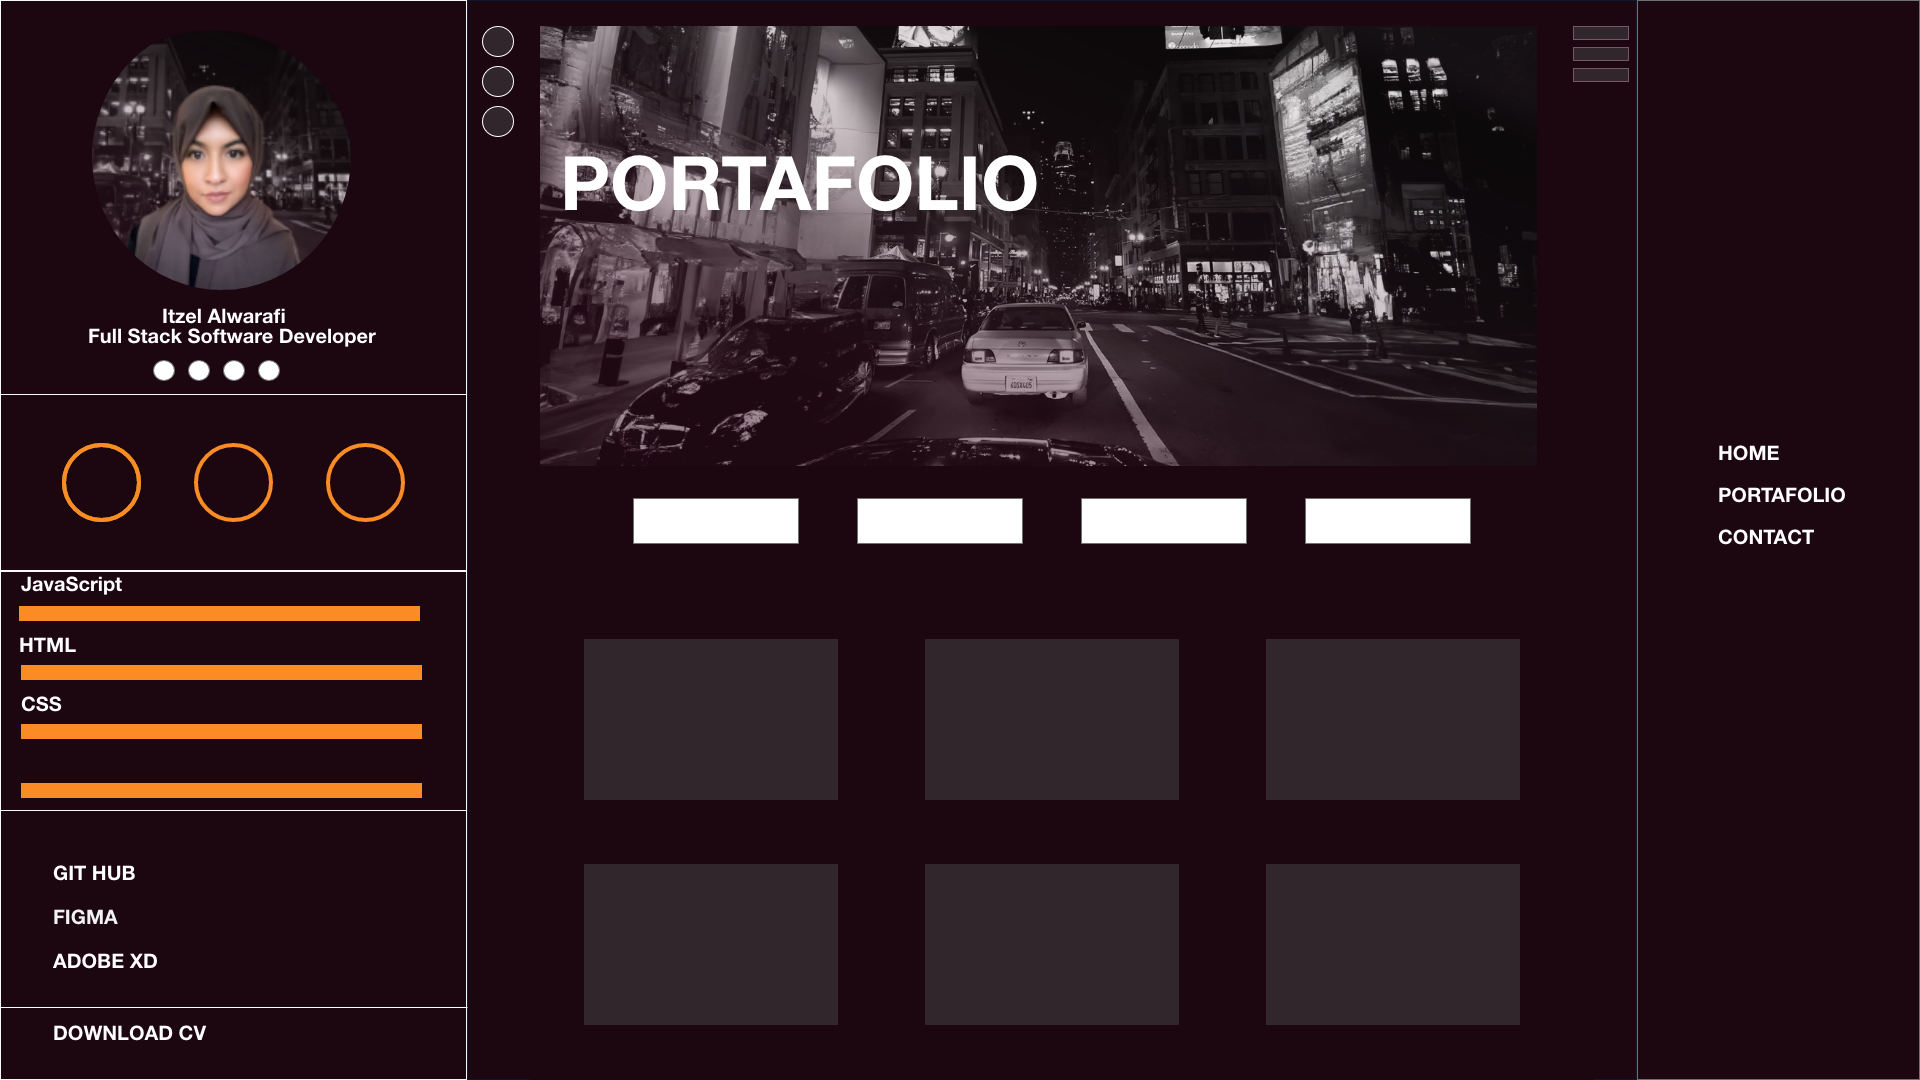 Itzel Alwarafi
Full Stack Software Developer
JavaScript
HTML
CSS
GIT HUB
FIGMA
ADOBE XD
DOWNLOAD CV
PORTAFOLIO
HOME
PORTAFOLIO
CONTACT